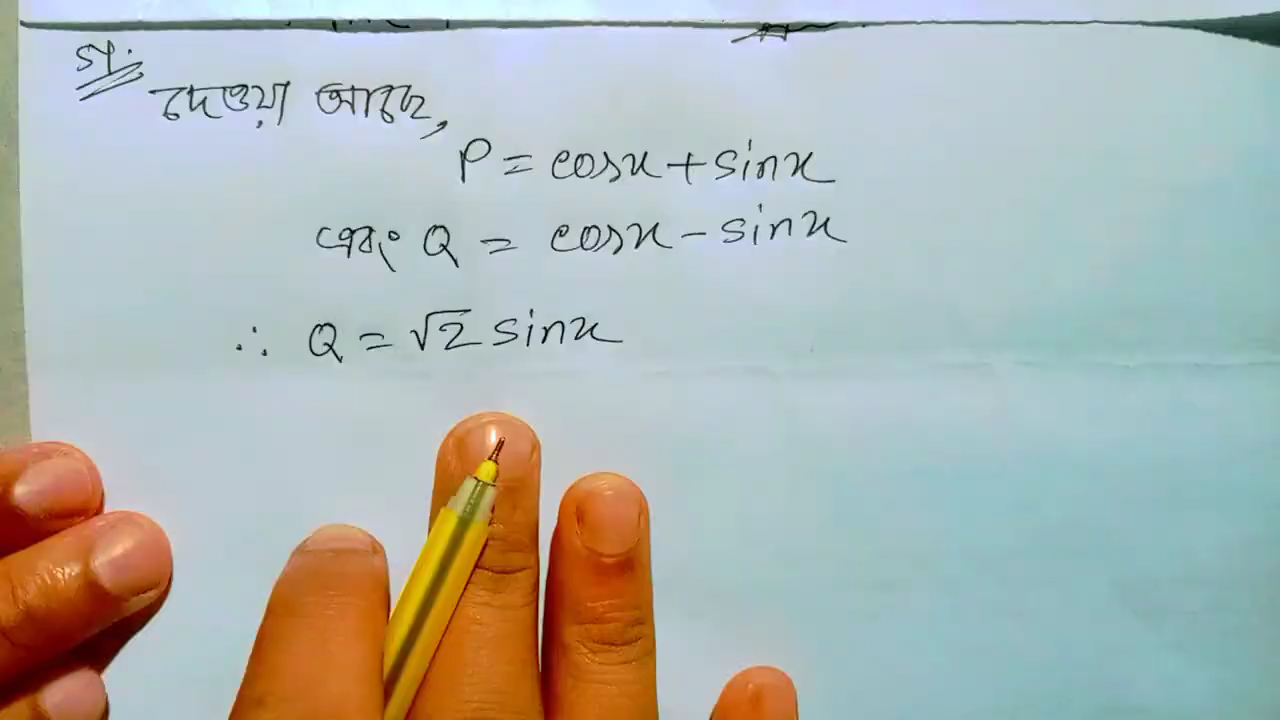 দেওয়া আছে,
P = cosx + sinx
এবং Q = cosx - sinx
∴ Q = √2 sinx